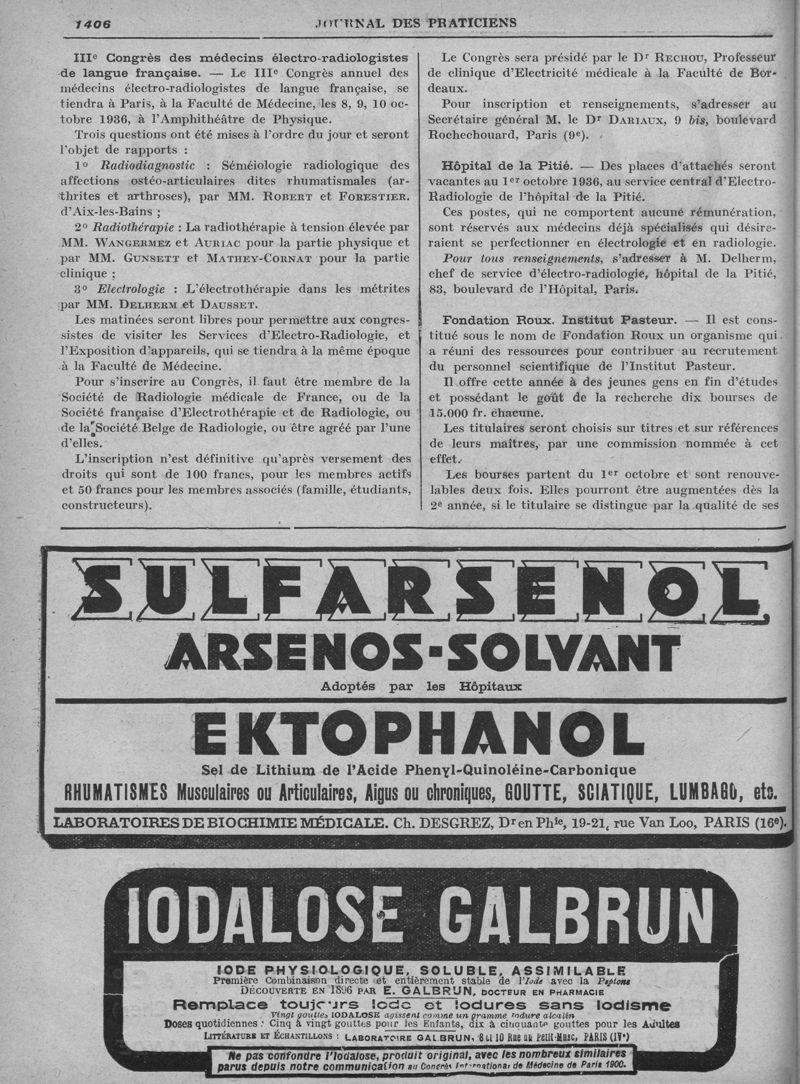 1406
JOURNAL DES PRATICIENS
IIIe Congrès des médecins électro-radiologistes
de langue française. — Le IIIe Congrès annuel des
médecins électro-radiologistes de langue française, se
tiendra à Paris, à la Faculté de Médecine, les 8, 9, 10 oc-
tobre 1936, à l'Amphithéâtre de Physique.
Trois questions ont été mises à l'ordre du jour et seront
l'objet de rapports :
1° Radiodiagnostic : Séméiologie radiologique des
affections ostéo-articulaires dites rhumatismales (ar-
thrites et arthroses), par MM. ROBERT et FORESTIER.
d'Aix-les-Bains ;
2° Radiothérapie : La radiothérapie à tension élevée par
MM. WANGERMEZ et AURIAC pour la partie physique et
par MM. GUNSETT et MATHEY-CORNAT pour la partie
clinique ;
3° Electrologie : L'électrothérapie dans les métrites
par MM. DELHERM et DAUSSET.
Les matinées seront libres pour permettre aux congres-
sistes de visiter les Services d'Electro-Radiologie, et
l'Exposition d'appareils, qui se tiendra à la même époque
à la Faculté de Médecine.
Pour s'inscrire au Congrès, il faut être membre de la
Société de Radiologie médicale de France, ou de la
Société française d'Electrothérapie et de Radiologie, ou
de la Société Belge de Radiologie, ou être agréé par l'une
d'elles.
L'inscription n'est définitive qu'après versement des
droits qui sont de 100 francs, pour les membres actifs
et 50 francs pour les membres associés (famille, étudiants,
constructeurs).
Le Congrès sera présidé par le Dr RECHOU, Professeur
de clinique d'Electricité médicale à la Faculté de Bor-
deaux.
Pour inscription et renseignements, s'adresser au
Secrétaire général M. le Dr DARIAUX, 9 bis, boulevard
Rochechouard, Paris (9e).
Hôpital de la Pitié. — Des places d'attachés seront
vacantes au 1er octobre 1936, au service central d'Electro-
Radiologie de l'hôpital de la Pitié.
Ces postes, qui ne comportent aucune rémunération,
sont réservés aux médecins déjà spécialisés qui désire-
raient se perfectionner en électrologie et en radiologie.
Pour tous renseignements, s'adresser à M. Delherm,
chef de service d'électro-radiologie, hôpital de la Pitié,
83, boulevard de l'Hôpital, Paris.
Fondation Roux. Institut Pasteur. — Il est cons-
titué sous le nom de Fondation Roux un organisme qui
a réuni des ressources pour contribuer au recrutement
du personnel scientifique de l'Institut Pasteur.
Il offre cette année à des jeunes gens en fin d'études
et possédant le goût de la recherche dix bourses de
15.000 fr. chacune.
Les titulaires seront choisis sur titres et sur références
de leurs maîtres, par une commission nommée à cet
effet.
Les bourses partent du 1er octobre et sont renouve-
lables deux fois. Elles pourront être augmentées dès la
2e année, si le titulaire se distingue par la qualité de ses
SULFARSENOL
ARSENOS-SOLVANT
Adoptés par les Hôpitaux
EKTOPHANOL
Sel de Lithium de l'Acide Phenyl-Quinoléine-Carbonique
RHUMATISMES Musculaires ou Articulaires, Aigus ou chroniques, GOUTTE, SCIATIQUE, LUMBAGO, etc.
LABORATOIRES DE BIOCHIMIE MÉDICALE. Ch. DESGREZ, Dr en Phie, 19-21, rue Van Loo, PARIS (16e).
IODALOSE GALBRUN
IODE PHYSIOLOGIQUE, SOLUBLE, ASSIMILABLE
Première Combinaison directe et entièrement stable de l'Iode avec la Peptone
DÉCOUVERTE EN 1896 PAR E. GALBRUN, DOCTEUR EN PHARMACIE
Remplace toujours Iode et Iodures sans Iodisme
Vingt gouttes IODALOSE agissent comme un gramme Iodure alcalin
Doses quotidiennes : Cinq à vingt gouttes pour les Enfants, dix à cinquante gouttes pour les Adultes
LITTÉRATURE ET ÉCHANTILLONS : LABORATOIRE GALBRUN, 8 et 10 Rue du Petit-Musc, PARIS (IVe)
Ne pas confondre l'Iodalose, produit original, avec les nombreux similaires
parus depuis notre communication au Congrès International de Médecine de Paris 1900.